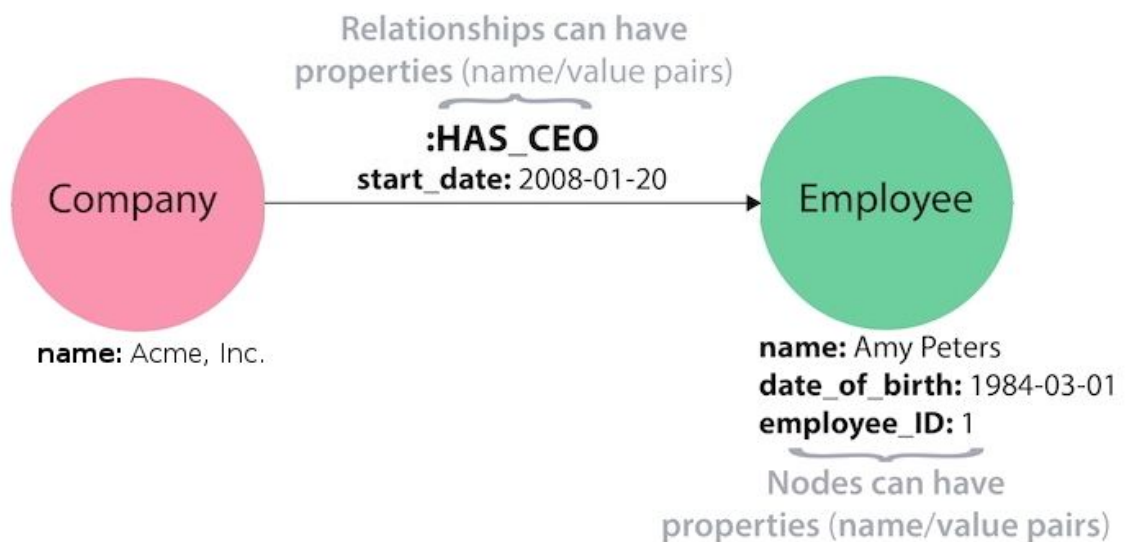 Relationships can have
properties (name/value pairs)
:HAS_CEO
start_date: 2008-01-20
Company
Employee
name: Acme, Inc.
name: Amy Peters
date_of_birth: 1984-03-01
employee_ID: 1
Nodes can have
properties (name/value pairs)